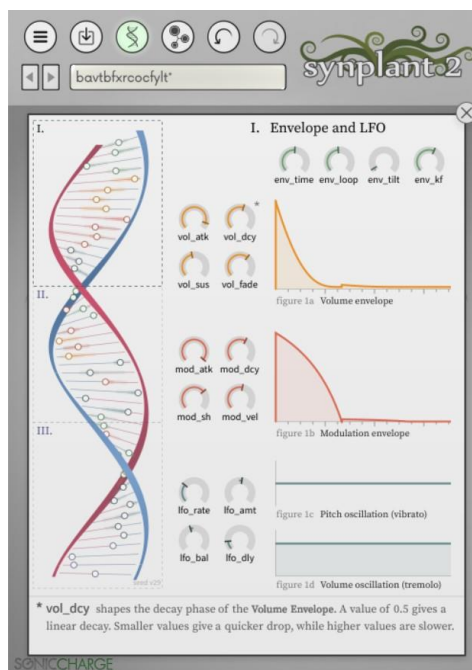 bavtbfxrcocfylt*
synplant 2
I.
I. Envelope and LFO
env_time env_loop env_tilt env_kf
vol_atk vol_dcy *
vol_sus vol_fade
figure 1a Volume envelope
II.
mod_atk mod_dcy
mod_sh mod_vel
figure 1b Modulation envelope
III.
lfo_rate lfo_amt
figure 1c Pitch oscillation (vibrato)
lfo_bal lfo_dly
figure 1d Volume oscillation (tremolo)
* vol_dcy shapes the decay phase of the Volume Envelope. A value of 0.5 gives a
linear decay. Smaller values give a quicker drop, while higher values are slower.
SONICCHARGE